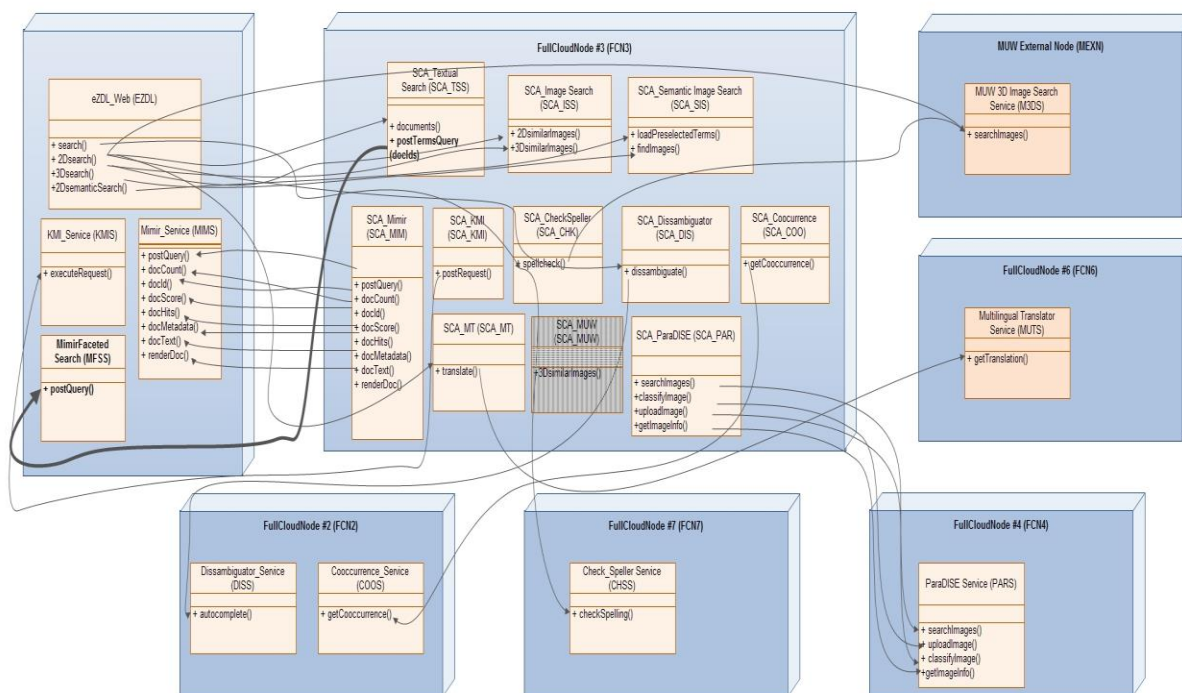 eZDL_Web (EZDL)
+ search()
+ 2Dsearch()
+3Dsearch()
+2DsemanticSearch()
KMI_Service (KMIS)
+ executeRequest()
Mimir_Service (MIMS)
+ postQuery()
+ docCount()
+ docId()
+ docScore()
+ docHits()
+ docMetadata()
+ docText()
+ renderDoc()
MimirFaceted
Search (MFSS)
+ postQuery()
FullCloudNode #3 (FCN3)
SCA_Textual
Search (SCA_TSS)
+ documents()
+ postTermsQuery
(docIds)
SCA_Image Search
(SCA_ISS)
+ 2DsimilarImages()
+3DsimilarImages()
SCA_Semantic Image Search
(SCA_SIS)
+ loadPreselectedTerms()
+ findImages()
SCA_Mimir
(SCA_MIM)
+ postQuery()
+ docCount()
+ docId()
+ docScore()
+ docHits()
+ docMetadata()
+ docText()
+ renderDoc()
SCA_KMI
(SCA_KMI)
+ postRequest()
SCA_CheckSpeller
(SCA_CHK)
+ spellcheck()
SCA_Dissambiguator
(SCA_DIS)
+ dissambiguate()
SCA_Coocurrence
(SCA_COO)
+ getCooccurrence()
SCA_MT (SCA_MT)
+ translate()
SCA_MUW
(SCA_MUW)
+3DsimilarImages()
SCA_ParaDISE (SCA_PAR)
+ searchImages()
+classifyImage()
+uploadImage()
+getImageInfo()
MUW External Node (MEXN)
MUW 3D Image Search
Service (M3DS)
+ searchImages()
FullCloudNode #6 (FCN6)
Multilingual Translator
Service (MUTS)
+ getTranslation()
FullCloudNode #2 (FCN2)
Dissambiguator_Service
(DISS)
+ autocomplete()
Cooccurrence_Service
(COOS)
+ getCooccurrence()
FullCloudNode #7 (FCN7)
Check_Speller Service
(CHSS)
+ checkSpelling()
FullCloudNode #4 (FCN4)
ParaDISE Service (PARS)
+ searchImages()
+ uploadImage()
+ classifyImage()
+getImageInfo()